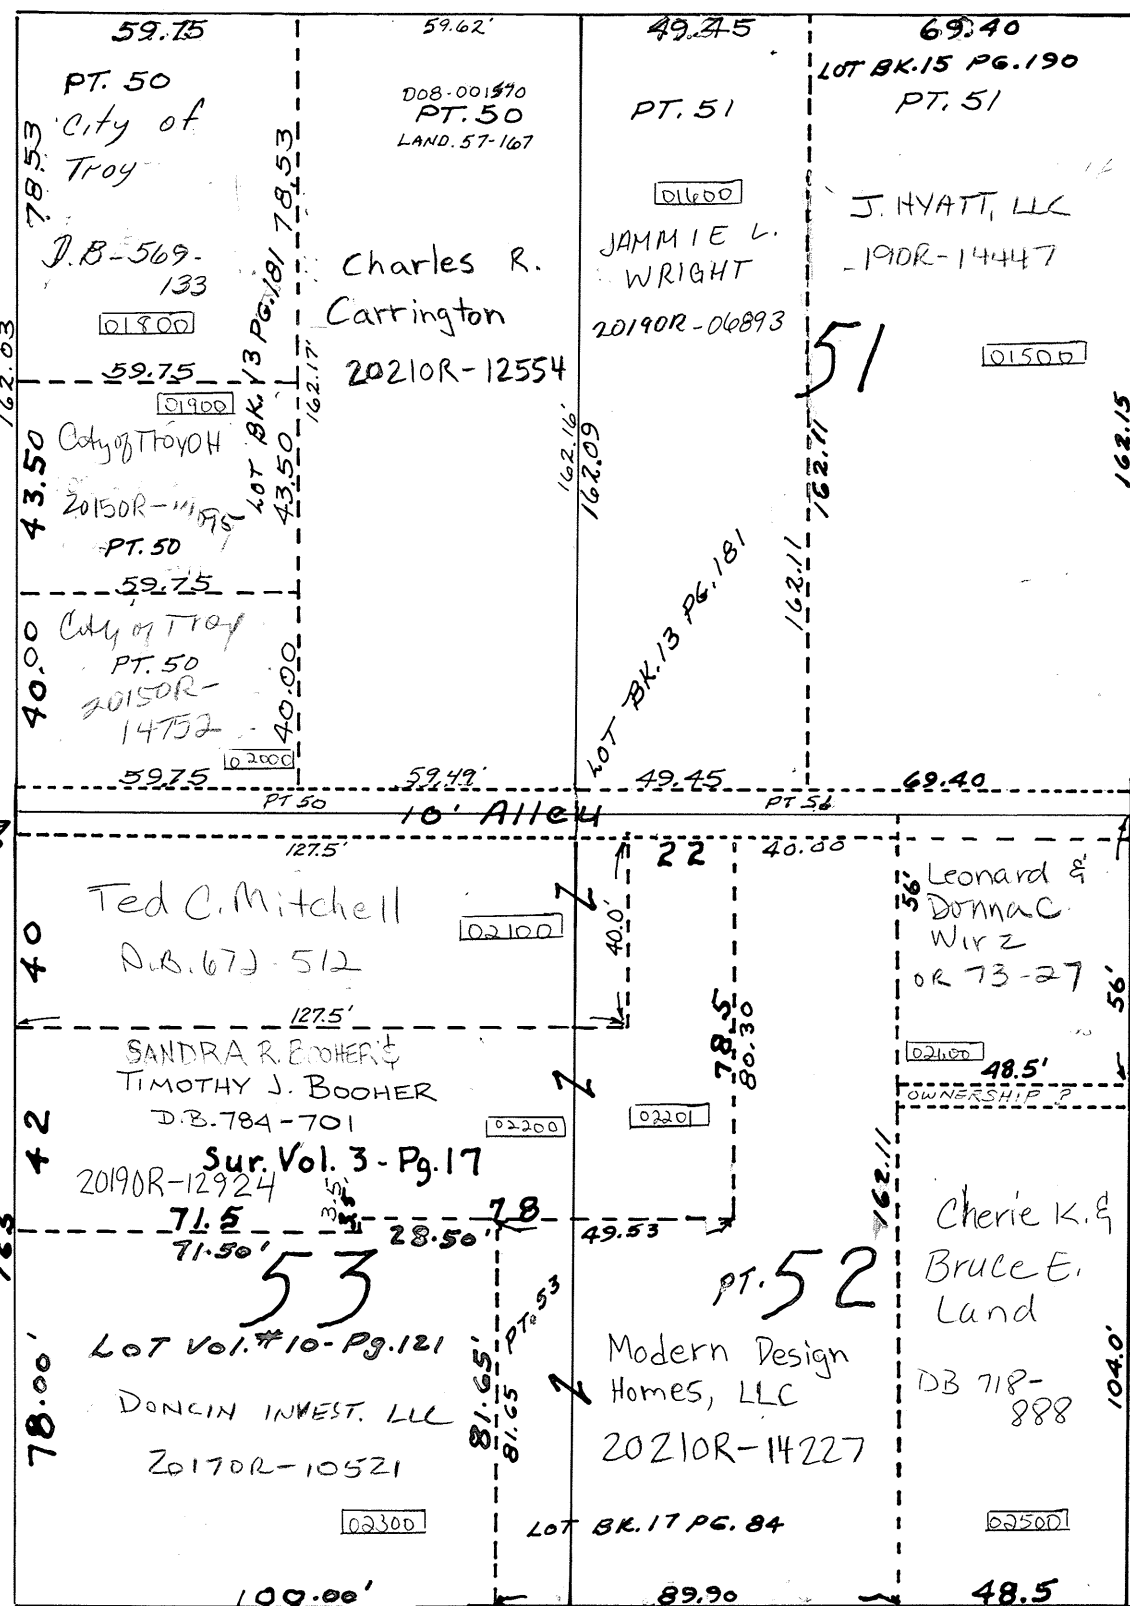 59.75
PT. 50
City of
Troy
D.B-569-
133
01800
78.53
78.53
162.03
59.75
LOT BK. 13 PG. 181
01900
City of Troy OH
PT. 50
43.50
43.50
59.75
City of Troy
PT. 50
20150R-
14752
40.00
40.00
02000
59.75
59.62'
D08-001570
PT. 50
LAND. 57-167
Charles R.
Carrington
20210R-12554
162.17'
162.16'
59.49'
49.45
PT. 51
01600
JAMMIE L.
WRIGHT
20190R-06893
162.09
LOT BK. 13 PG. 181
162.11
49.45
69.40
LOT BK. 15 PG. 190
PT. 51
J. HYATT, LLC
190R-14447
51
01500
162.11
162.15
69.40
PT 50
10' Alley
127.5'
Ted C. Mitchell
02100
40
40.0'
127.5'
SANDRA R. BOOHER &
TIMOTHY J. BOOHER
D.B. 784-701
02200
Sur. Vol. 3 - Pg. 17
20190R-12924
42
71.5
3.5'
71.50'
28.50'
78
49.53
53
LOT Vol. #10 - Pg. 121
20170R-10521
02300
78.00'
81.65'
81.65
PT. 53
100.00'
22
40.00
78.5
80.30
02201
162.11
PT. 52
Modern Design
Homes, LLC
20210R-14227
LOT BK. 17 PG. 84
89.90
56'
Leonard &
Donna C.
Wirz
OR 73-27
56'
48.5'
OWNERSHIP ?
Cherie K. &
Bruce E.
Land
DB 718-
888
104.0'
02500
48.5